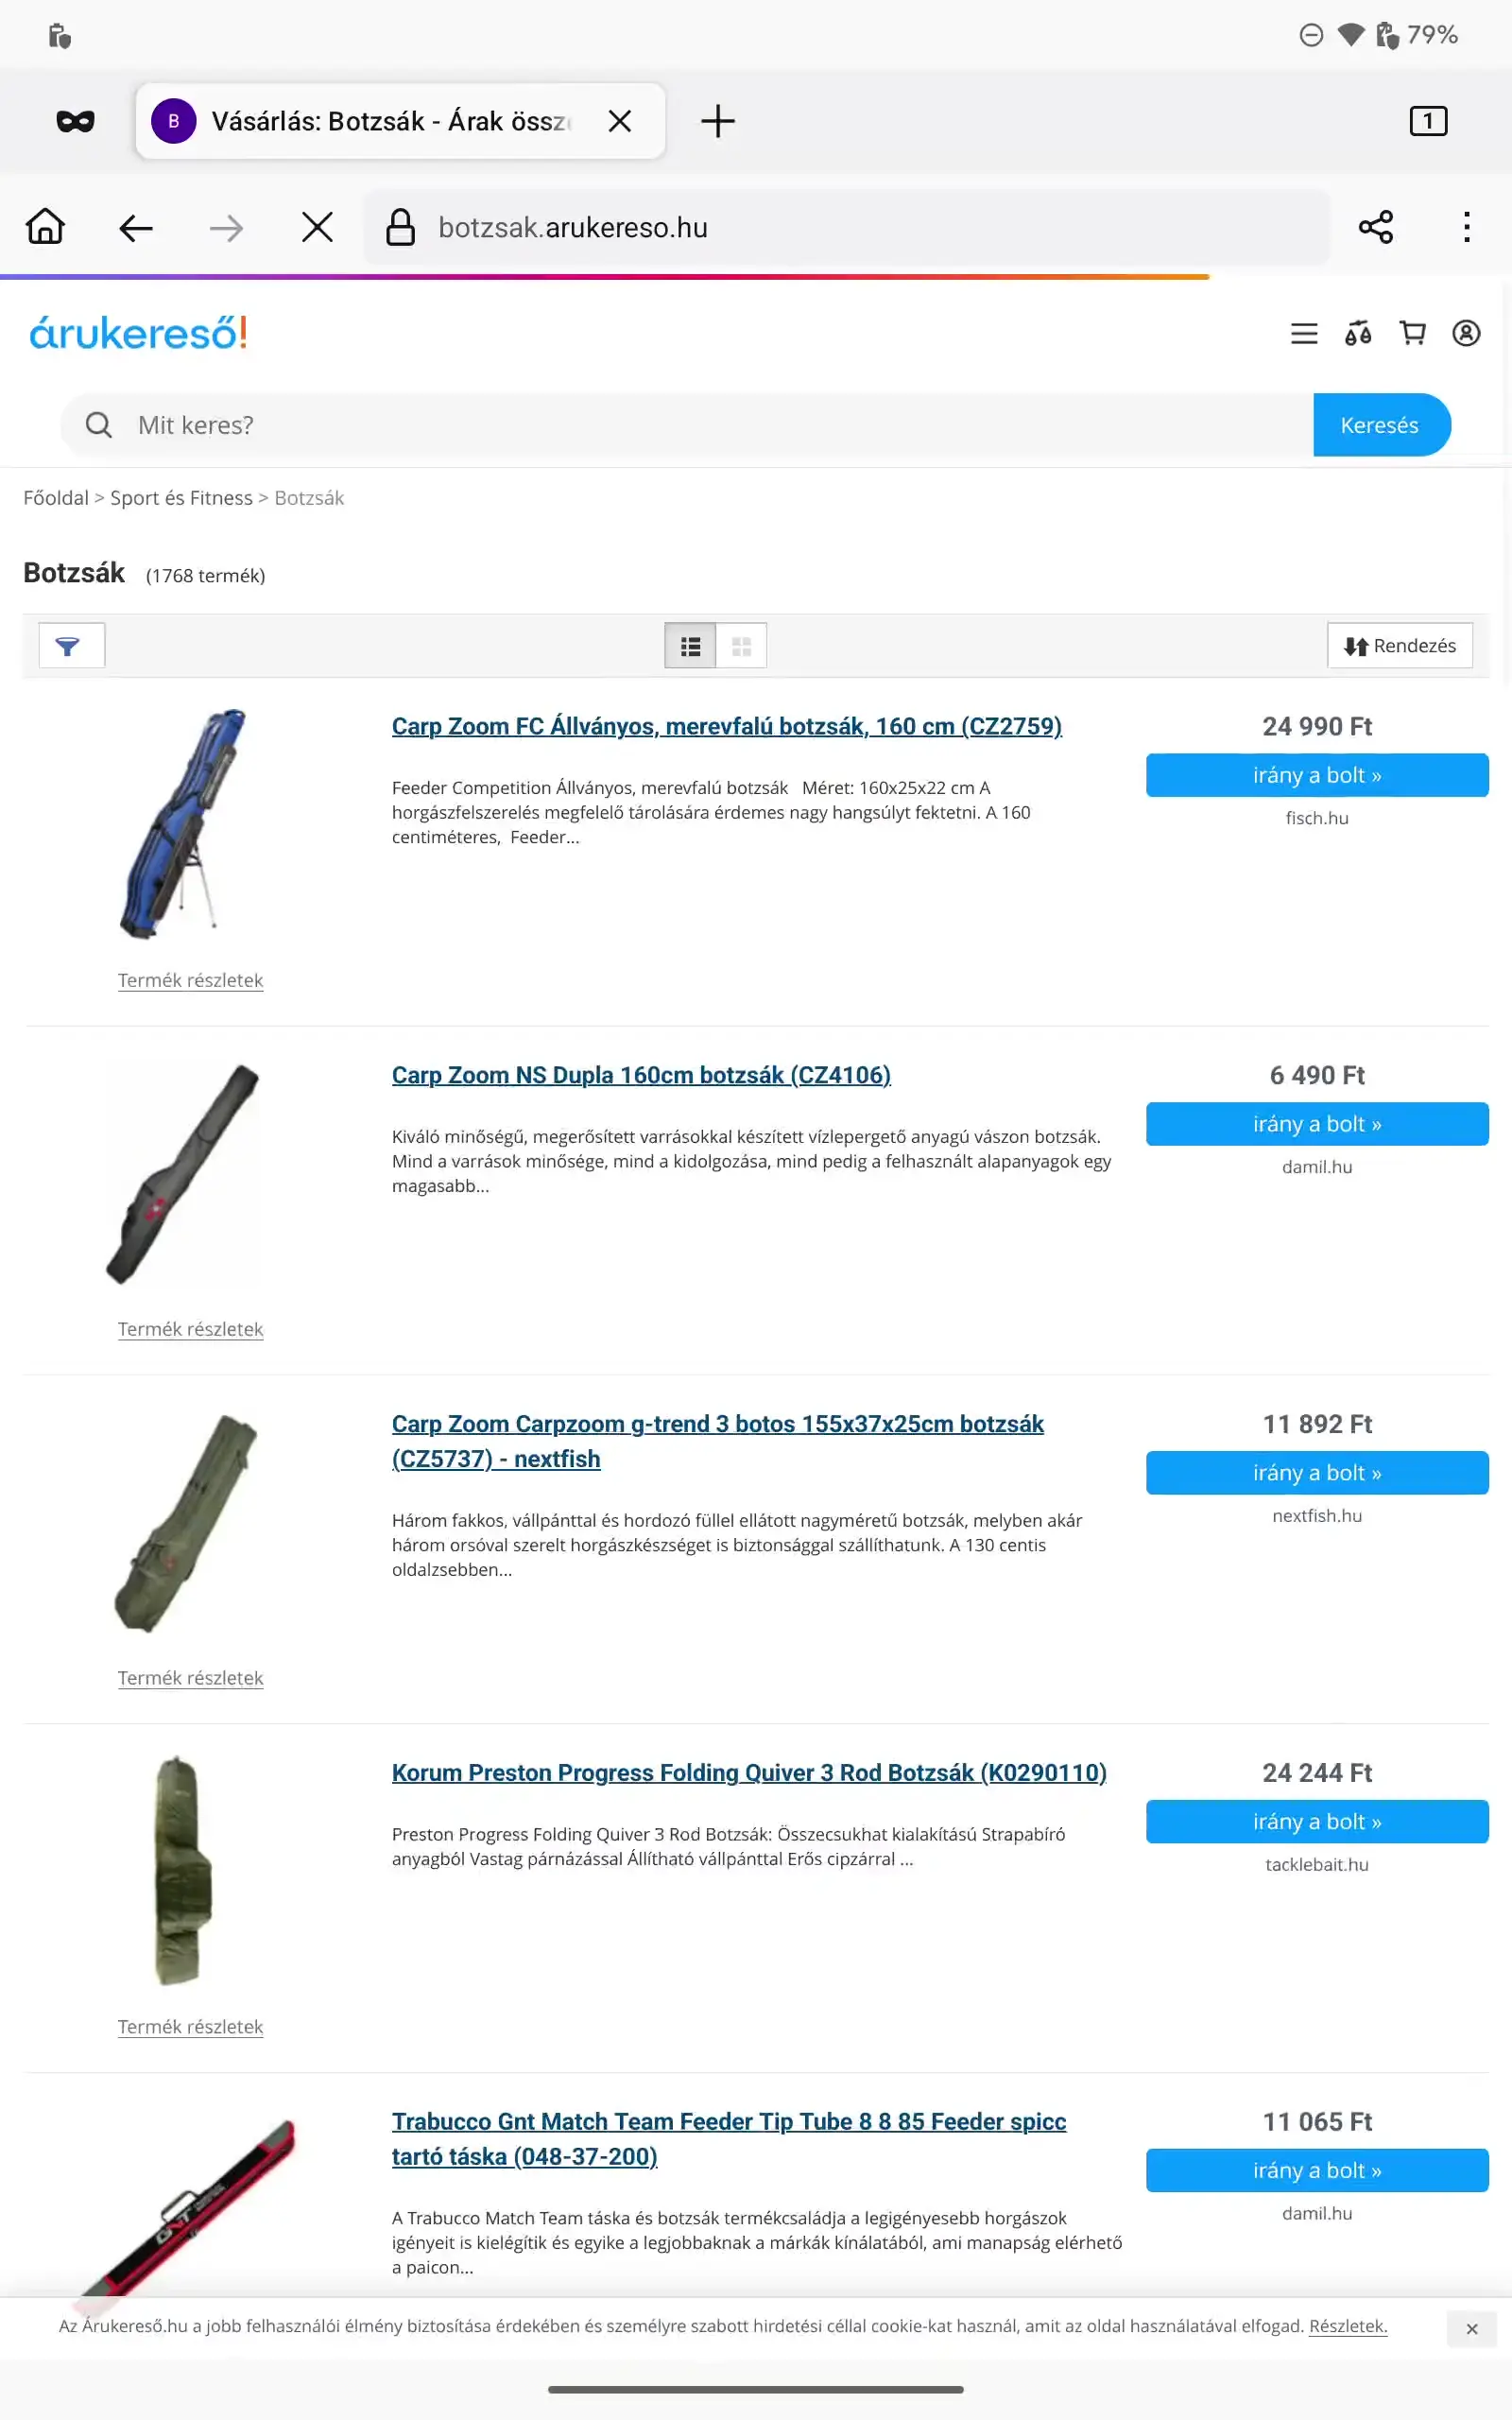 79%
B Vásárlás: Botzsák - Árak össz
1
botzsak.arukereso.hu
árukereső!
Mit keres?
Keresés
Főoldal > Sport és Fitness > Botzsák
Botzsák (1768 termék)
Rendezés
Carp Zoom FC Állványos, merevfalú botzsák, 160 cm (CZ2759)
24 990 Ft
irány a bolt »
fisch.hu
Feeder Competition Állványos, merevfalú botzsák Méret: 160x25x22 cm A
horgászfelszerelés megfelelő tárolására érdemes nagy hangsúlyt fektetni. A 160
centiméteres, Feeder...
Termék részletek
Carp Zoom NS Dupla 160cm botzsák (CZ4106)
6 490 Ft
irány a bolt »
damil.hu
Kiváló minőségű, megerősített varrásokkal készített vízlepergető anyagú vászon botzsák.
Mind a varrások minősége, mind a kidolgozása, mind pedig a felhasznált alapanyagok egy
magasabb...
Termék részletek
Carp Zoom Carpzoom g-trend 3 botos 155x37x25cm botzsák
(CZ5737) - nextfish
11 892 Ft
irány a bolt »
nextfish.hu
Három fakkos, vállpánttal és hordozó füllel ellátott nagyméretű botzsák, melyben akár
három orsóval szerelt horgászkészséget is biztonsággal szállíthatunk. A 130 centis
oldalzsebben...
Termék részletek
Korum Preston Progress Folding Quiver 3 Rod Botzsák (K0290110)
24 244 Ft
irány a bolt »
tacklebait.hu
Preston Progress Folding Quiver 3 Rod Botzsák: Összecsukhat kialakítású Strapabíró
anyagból Vastag párnázással Állítható vállpánttal Erős cipzárral ...
Termék részletek
Trabucco Gnt Match Team Feeder Tip Tube 8 8 85 Feeder spicc
tartó táska (048-37-200)
11 065 Ft
irány a bolt »
damil.hu
A Trabucco Match Team táska és botzsák termékcsaládja a legigényesebb horgászok
igényeit is kielégítik és egyike a legjobbaknak a márkák kínálatából, ami manapság elérhető
a paicon...
GNT
Az Árukereső.hu a jobb felhasználói élmény biztosítása érdekében és személyre szabott hirdetési céllal cookie-kat használ, amit az oldal használatával elfogad. Részletek.